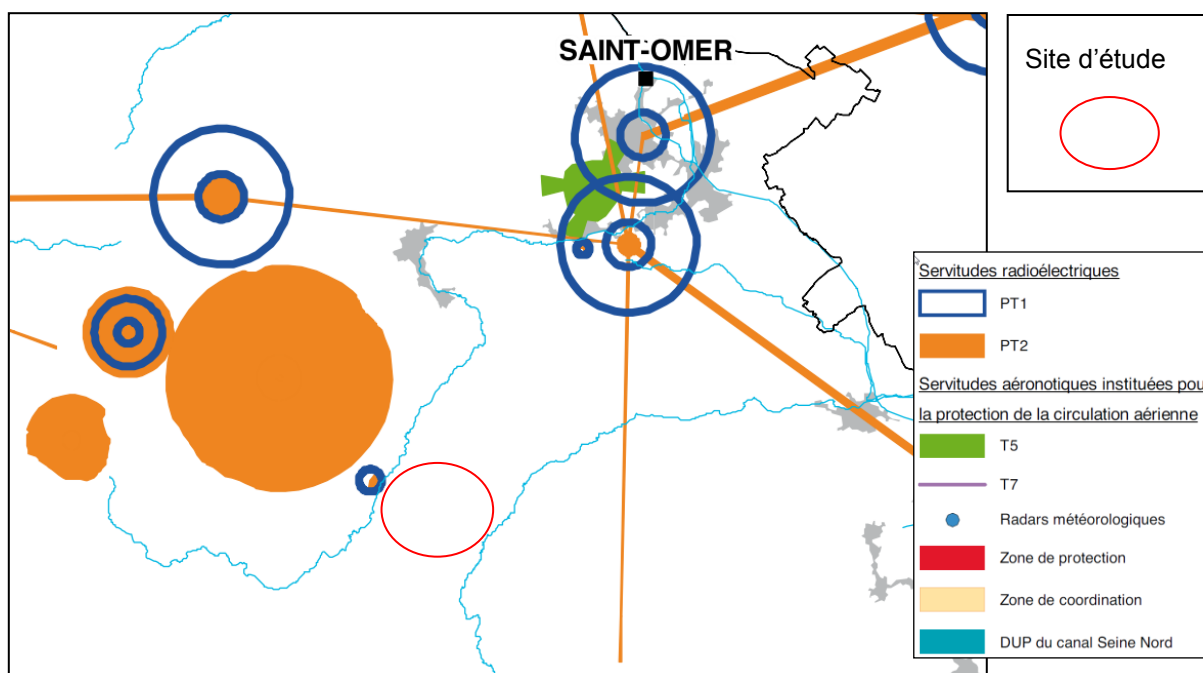 SAINT-OMER
Site d'étude
Servitudes radioélectriques
PT1
PT2
Servitudes aéronotiques instituées pou
la protection de la circulation aérienne
T5
T7
Radars météorologiques
Zone de protection
Zone de coordination
DUP du canal Seine Nord